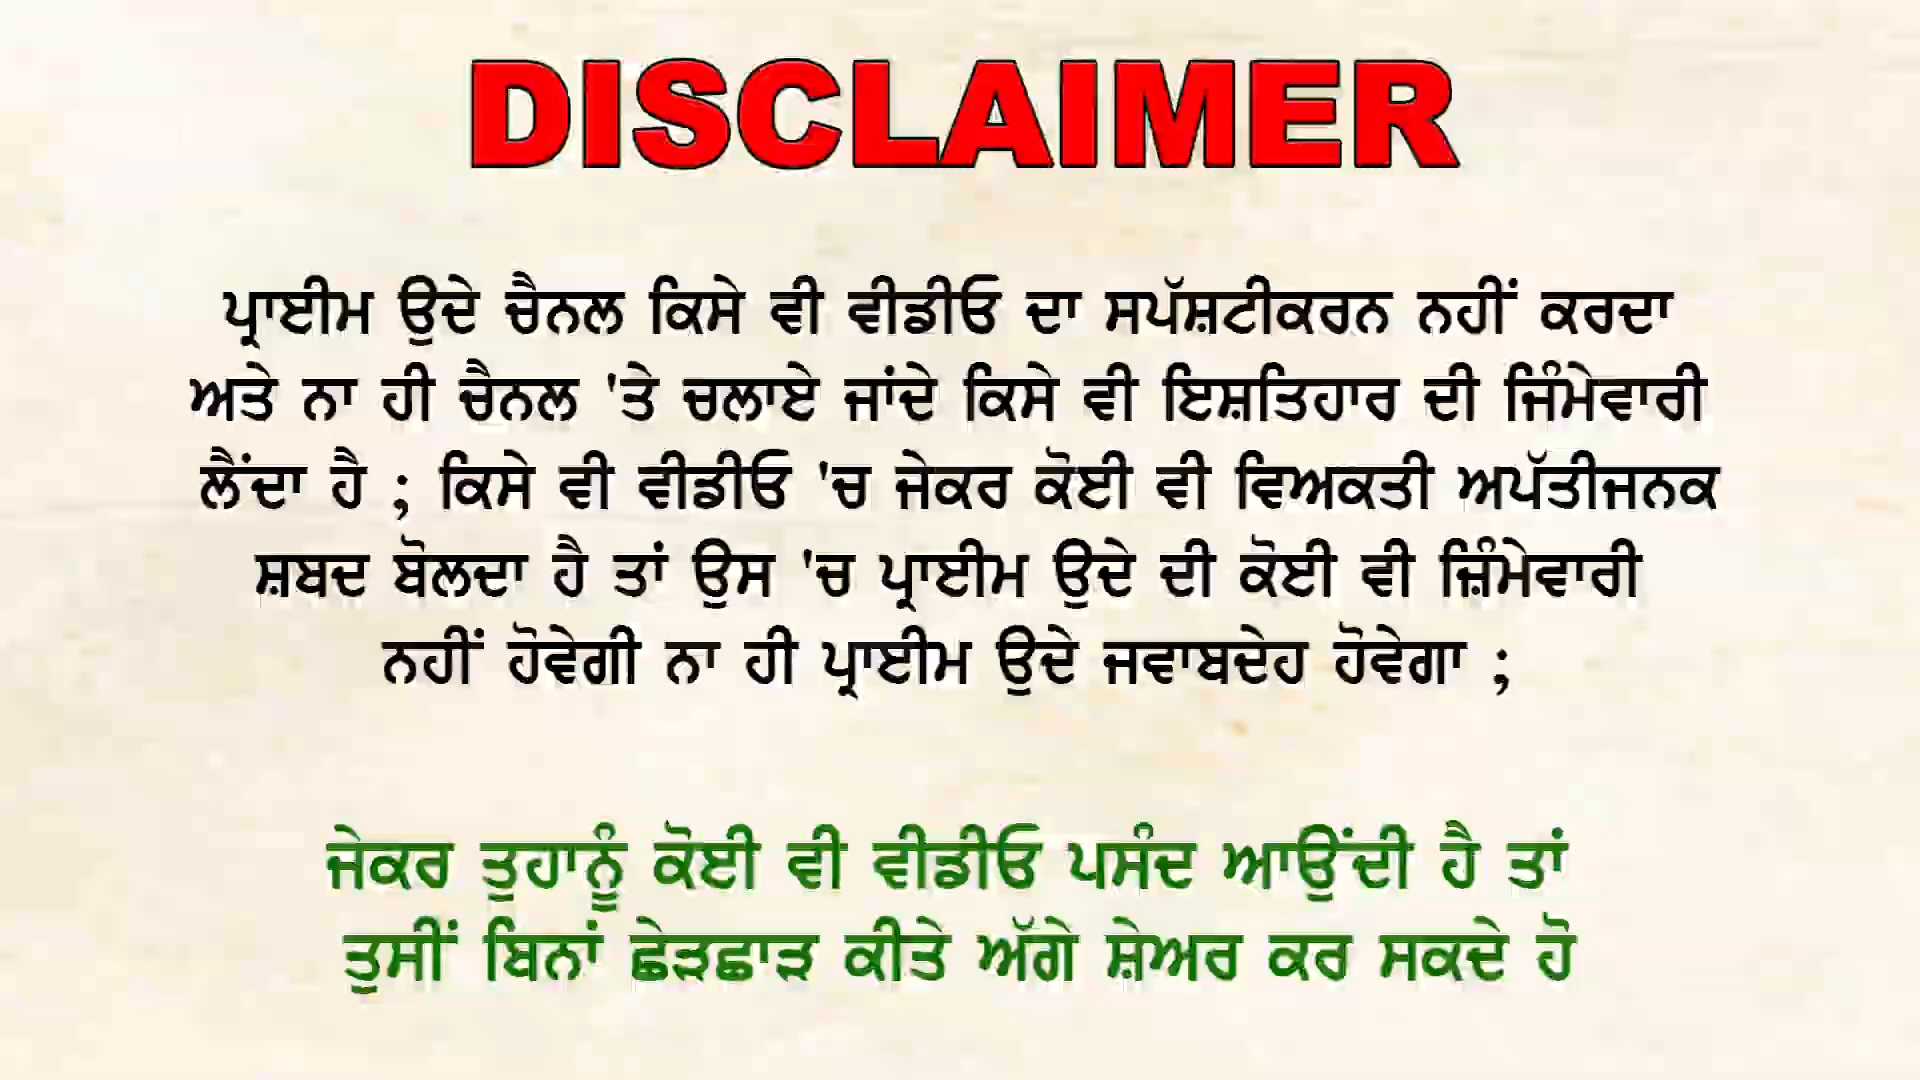 DISCLAIMER
ਪ੍ਰਾਈਮ ਉਦੇ ਚੈਨਲ ਕਿਸੇ ਵੀ ਵੀਡੀਓ ਦਾ ਸਪੱਸ਼ਟੀਕਰਨ ਨਹੀਂ ਕਰਦਾ
ਅਤੇ ਨਾ ਹੀ ਚੈਨਲ 'ਤੇ ਚਲਾਏ ਜਾਂਦੇ ਕਿਸੇ ਵੀ ਇਸ਼ਤਿਹਾਰ ਦੀ ਜਿੰਮੇਵਾਰੀ
ਲੈਂਦਾ ਹੈ ; ਕਿਸੇ ਵੀ ਵੀਡੀਓ 'ਚ ਜੇਕਰ ਕੋਈ ਵੀ ਵਿਅਕਤੀ ਅਪੱਤੀਜਨਕ
ਸ਼ਬਦ ਬੋਲਦਾ ਹੈ ਤਾਂ ਉਸ 'ਚ ਪ੍ਰਾਈਮ ਉਦੇ ਦੀ ਕੋਈ ਵੀ ਜ਼ਿੰਮੇਵਾਰੀ
ਨਹੀਂ ਹੋਵੇਗੀ ਨਾ ਹੀ ਪ੍ਰਾਈਮ ਉਦੇ ਜਵਾਬਦੇਹ ਹੋਵੇਗਾ ;
ਜੇਕਰ ਤੁਹਾਨੂੰ ਕੋਈ ਵੀ ਵੀਡੀਓ ਪਸੰਦ ਆਉਂਦੀ ਹੈ ਤਾਂ
ਤੁਸੀਂ ਬਿਨਾਂ ਛੇੜਛਾੜ ਕੀਤੇ ਅੱਗੇ ਸ਼ੇਅਰ ਕਰ ਸਕਦੇ ਹੋ